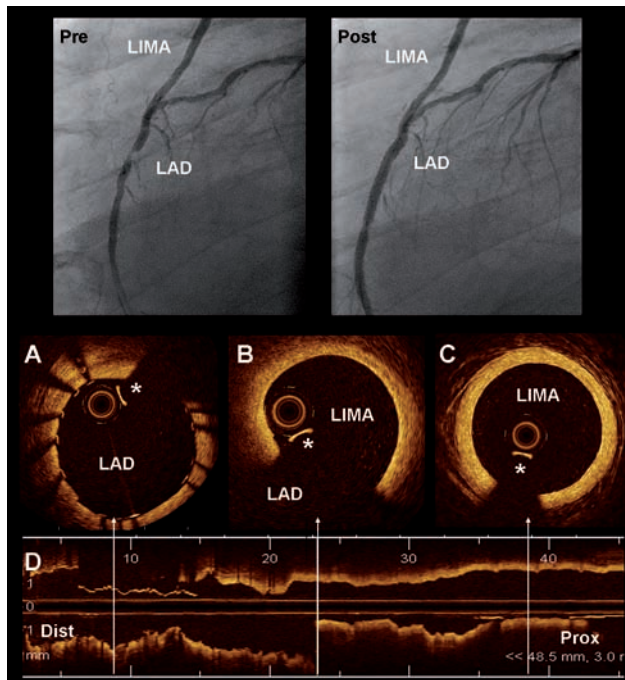 Pre
LIMA
LAD
Post
LIMA
LAD
A
*
LAD
B
*
LIMA
LAD
C
LIMA
*
D
10
20
30
40
1
0
1
Dist
mm
Prox
<< 48.5 mm, 3.0